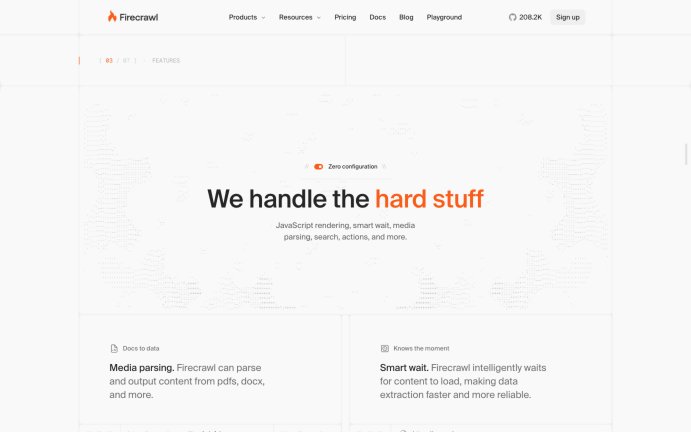 Firecrawl
Products
Resources
Pricing
Docs
Blog
Playground
208.2K
Sign up
[ 03 / 07 ] · FEATURES
Zero configuration
We handle the hard stuff
JavaScript rendering, smart wait, media
parsing, search, actions, and more.
Docs to data
Media parsing. Firecrawl can parse
and output content from pdfs, docx,
and more.
Knows the moment
Smart wait. Firecrawl intelligently waits
for content to load, making data
extraction faster and more reliable.